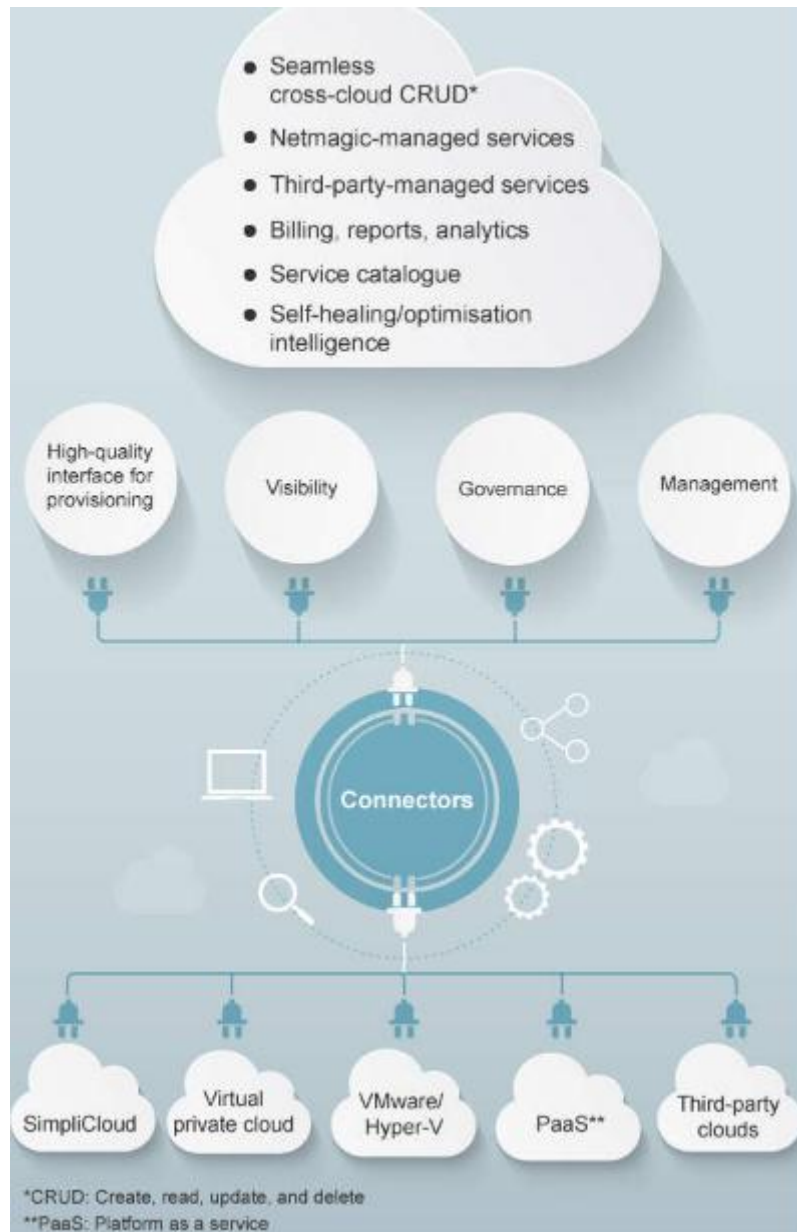 • Seamless
cross-cloud CRUD*
• Netmagic-managed services
• Third-party-managed services
• Billing, reports, analytics
• Service catalogue
• Self-healing/optimisation
intelligence
High-quality
interface for
provisioning
Visibility
Governance
Management
Connectors
SimpliCloud
Virtual
private cloud
VMware/
Hyper-V
PaaS**
Third-party
clouds
*CRUD: Create, read, update, and delete
**PaaS: Platform as a service